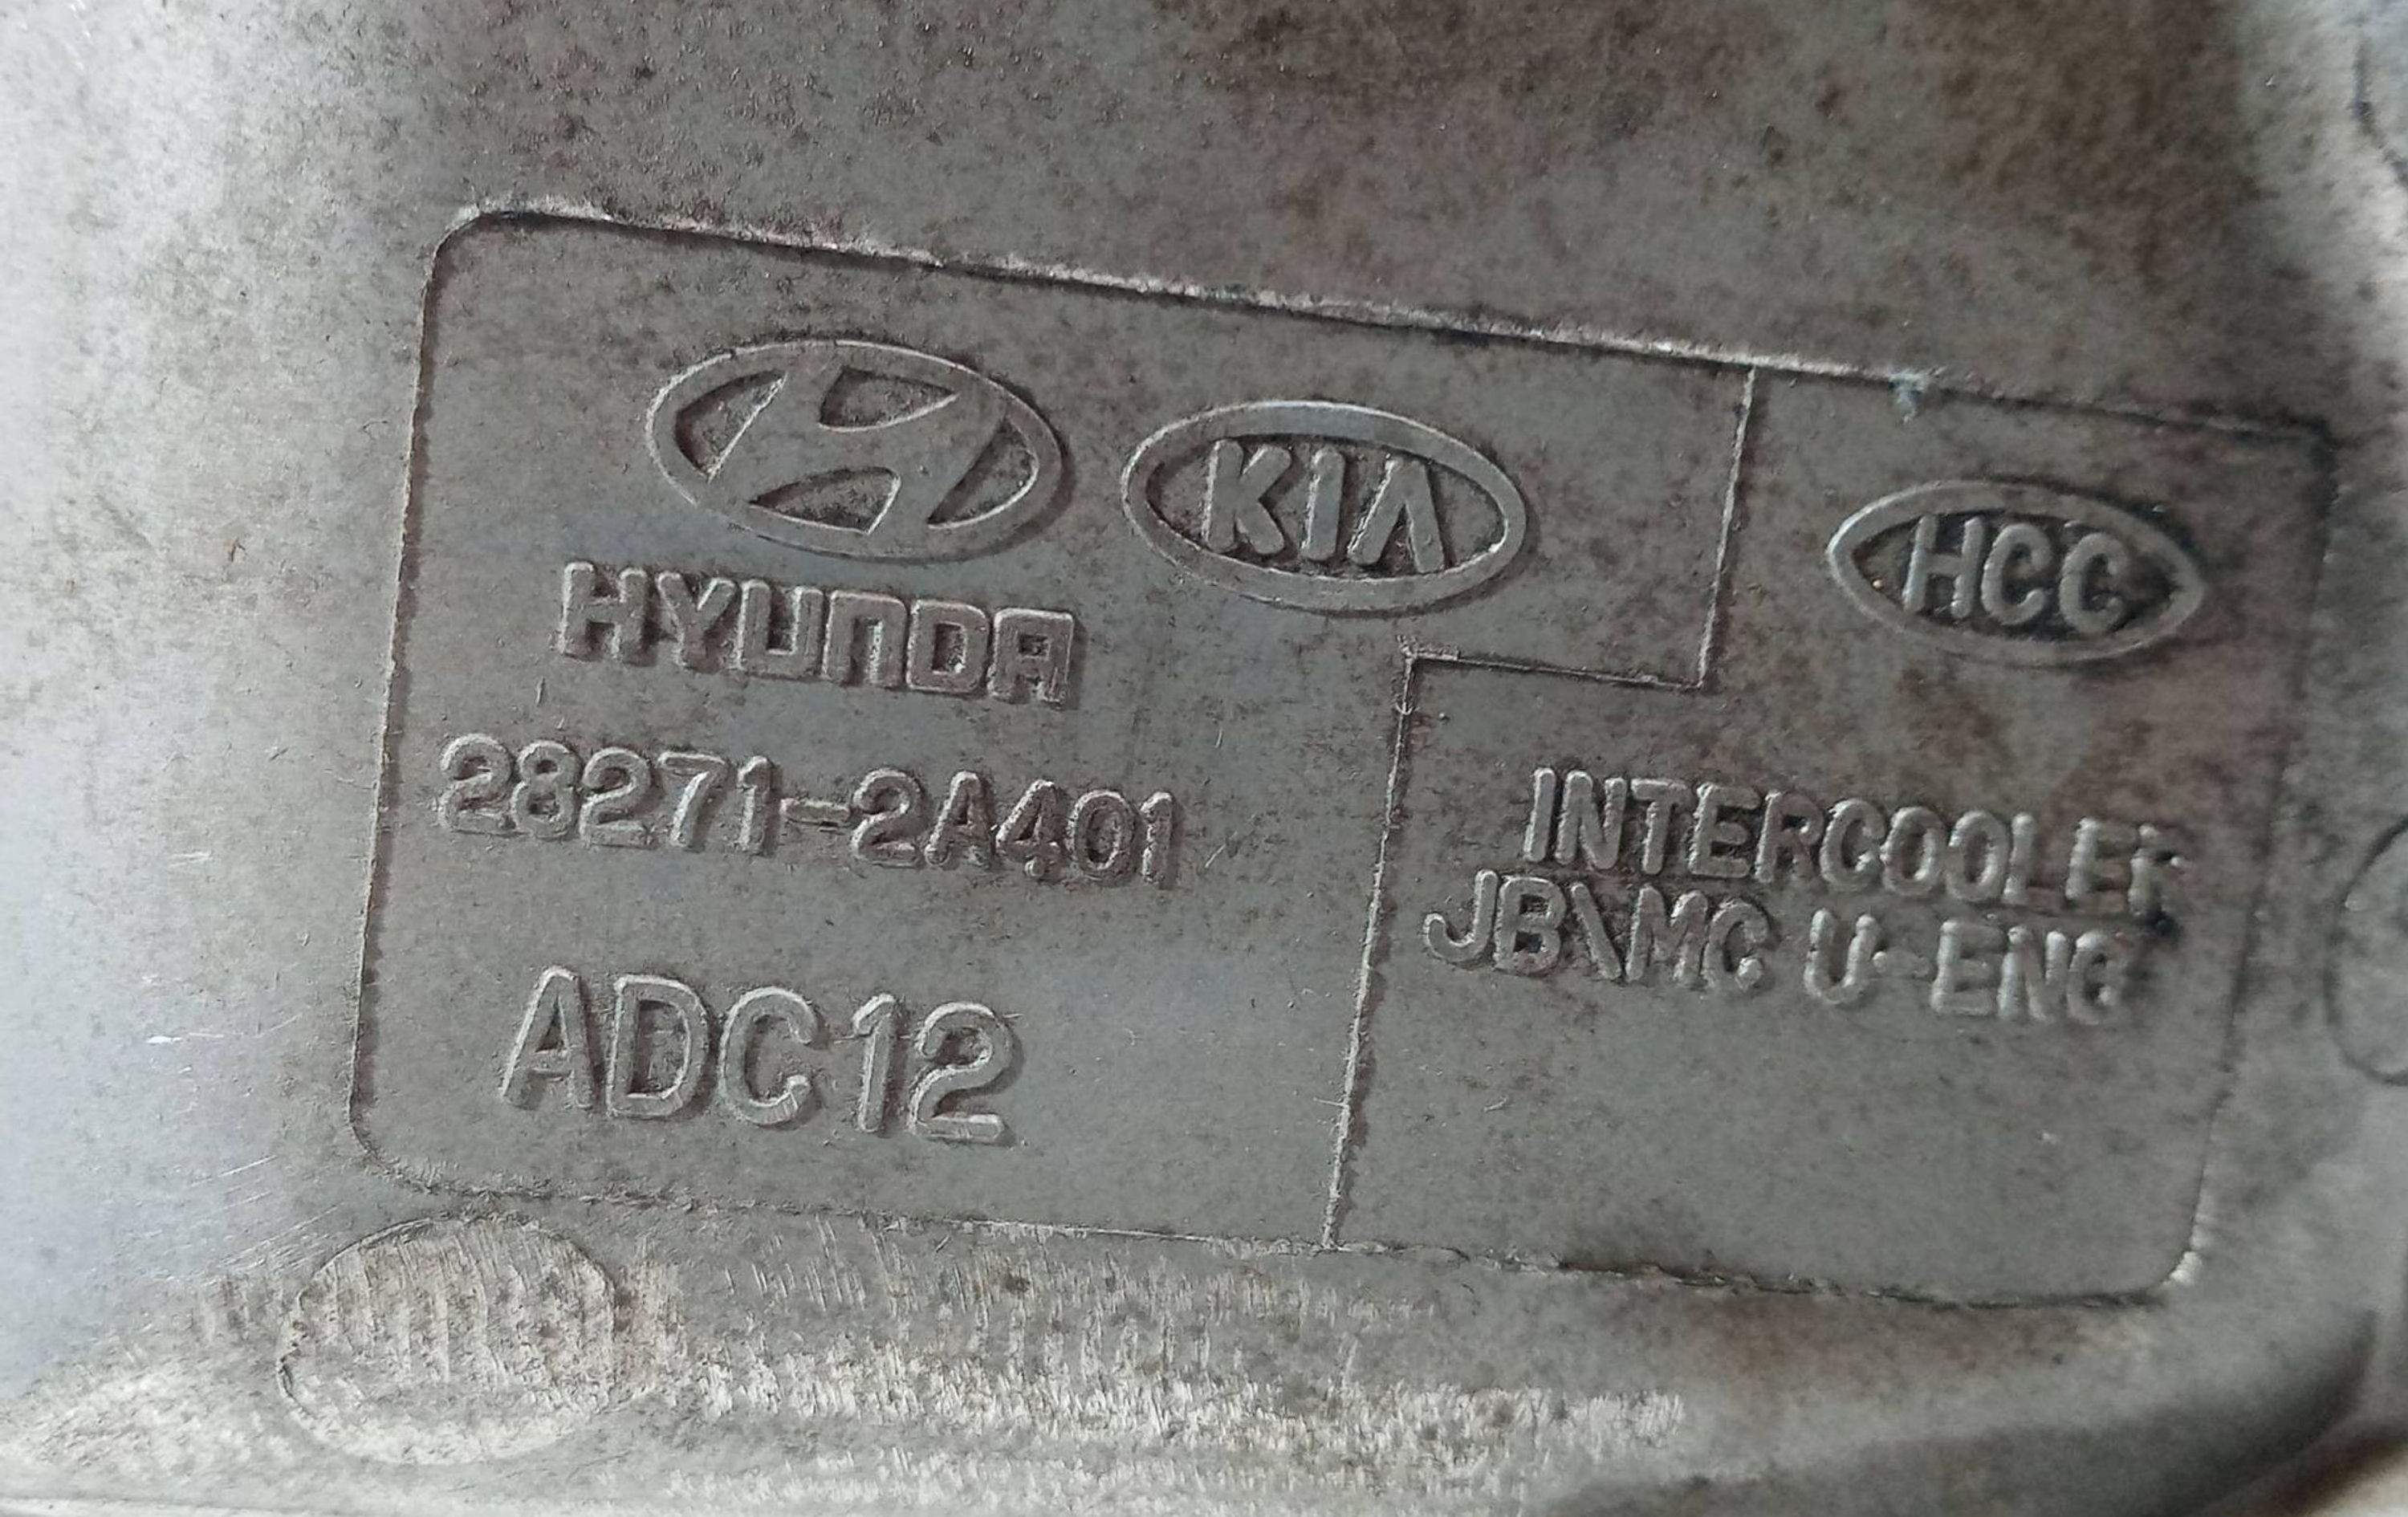 KIA
HCC
HYUNDA
28271-2A401
ADC12
INTERCOOLER
JB\MC U-ENG